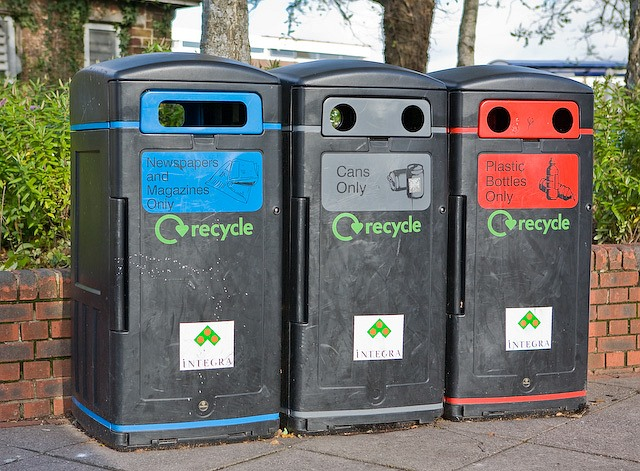 Newspapers
and
Magazines
Only
recycle
INTEGRA
Cans
Only
recycle
INTEGRA
Plastic
Bottles
Only
recycle
INTEGRA